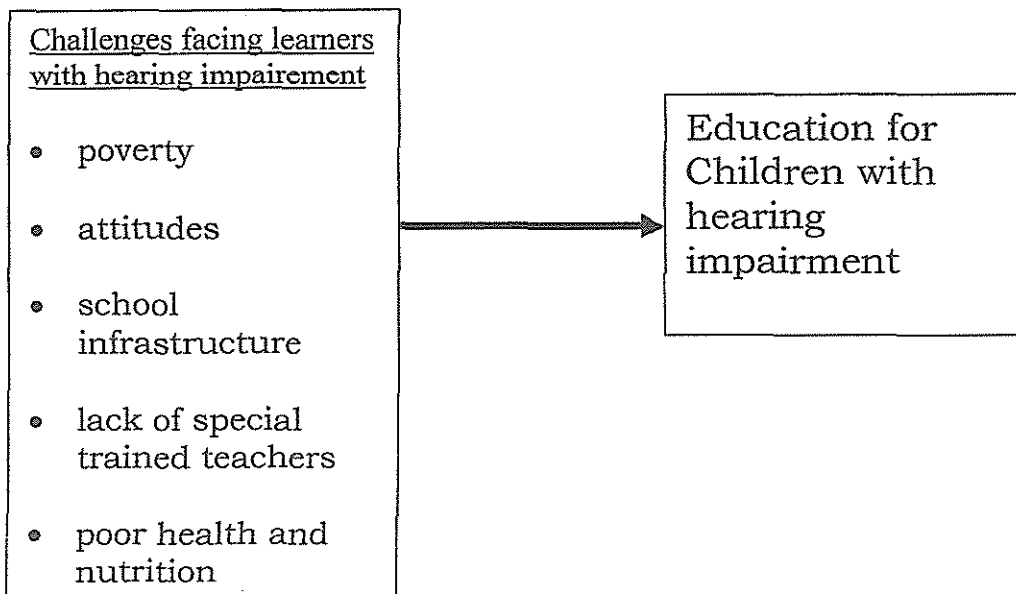 Challenges facing learners
with hearing impairement
• poverty
• attitudes
• school
infrastructure
• lack of special
trained teachers
• poor health and
nutrition
Education for
Children with
hearing
impairment